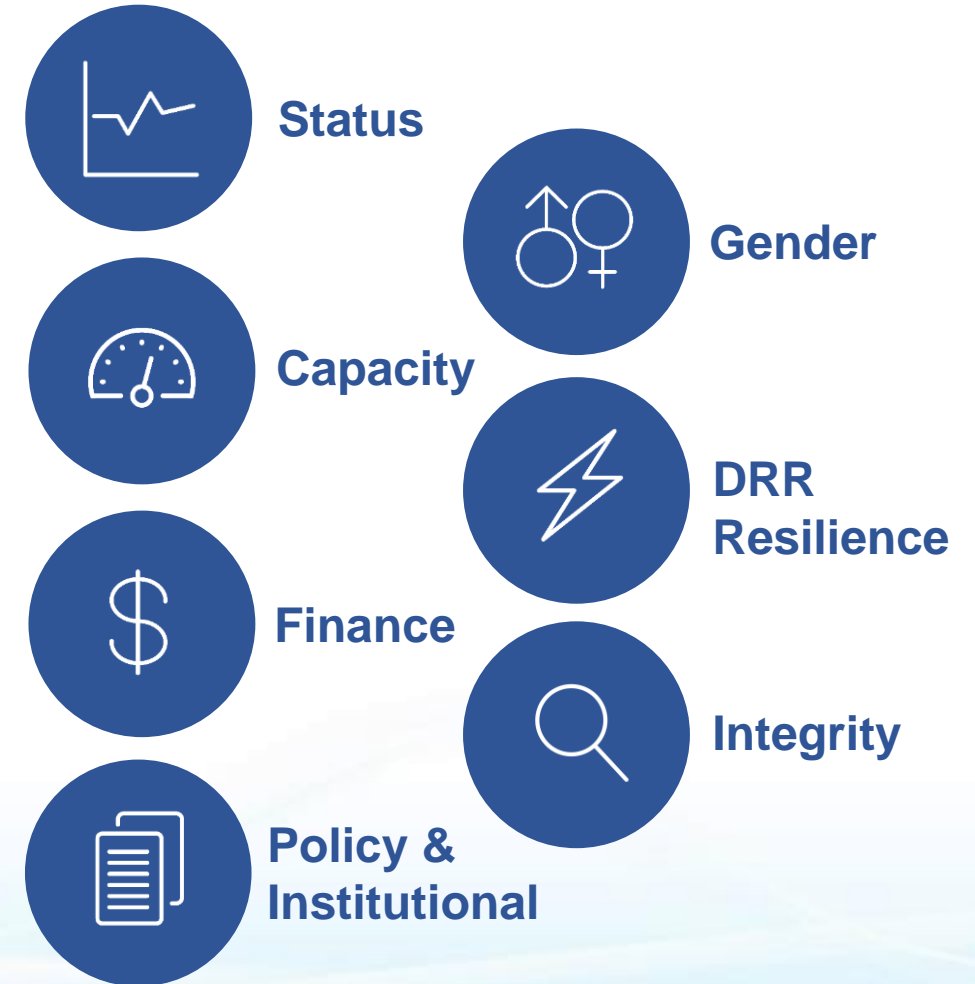 Status
Capacity
Finance
Policy &
Institutional
Gender
DRR
Resilience
Integrity